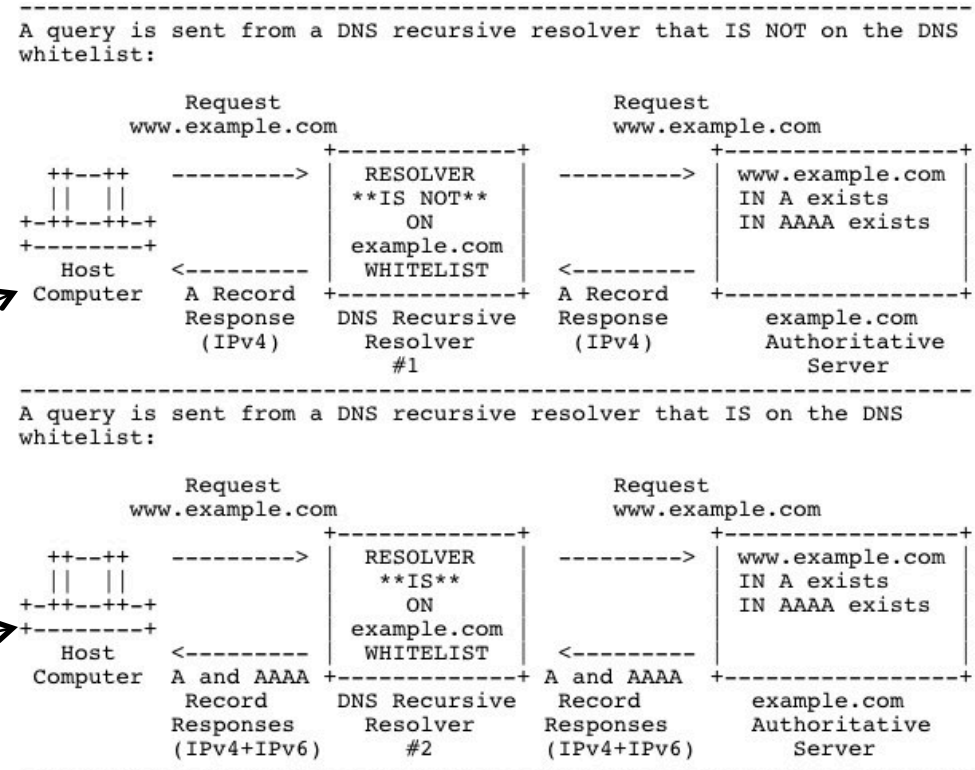 A query is sent from a DNS recursive resolver that IS NOT on the DNS
whitelist:
Request Request
www.example.com www.example.com
+-------------+ +-----------------+
++--++ ---------> | RESOLVER | ---------> | www.example.com |
|| || | **IS NOT** | | IN A exists |
+-++--++-+ | ON | | IN AAAA exists |
+--------+ | example.com | | |
Host <--------- | WHITELIST | <--------- | |
Computer A Record +-------------+ A Record +-----------------+
Response DNS Recursive Response example.com
(IPv4) Resolver (IPv4) Authoritative
#1 Server
A query is sent from a DNS recursive resolver that IS on the DNS
whitelist:
Request Request
www.example.com www.example.com
+-------------+ +-----------------+
++--++ ---------> | RESOLVER | ---------> | www.example.com |
|| || | **IS** | | IN A exists |
+-++--++-+ | ON | | IN AAAA exists |
+--------+ | example.com | | |
Host <--------- | WHITELIST | <--------- | |
Computer A and AAAA +-------------+ A and AAAA +-----------------+
Record DNS Recursive Record example.com
Responses Resolver Responses Authoritative
(IPv4+IPv6) #2 (IPv4+IPv6) Server